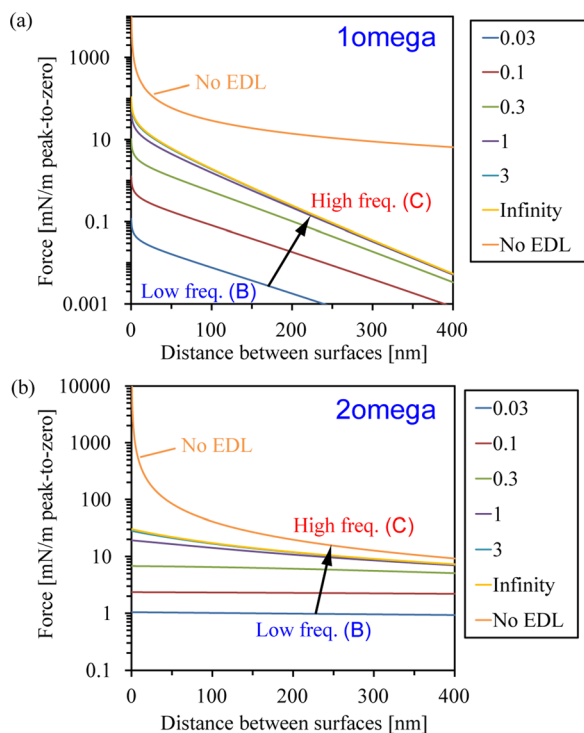 (a)
1omega
1000
10
0.1
0.001
Force [mN/m peak-to-zero]
No EDL
High freq. (C)
Low freq. (B)
0
100
200
300
400
Distance between surfaces [nm]
0.03
0.1
0.3
1
3
Infinity
No EDL
(b)
2omega
10000
1000
100
10
1
0.1
Force [mN/m peak-to-zero]
No EDL
High freq. (C)
Low freq. (B)
0
100
200
300
400
Distance between surfaces [nm]
0.03
0.1
0.3
1
3
Infinity
No EDL